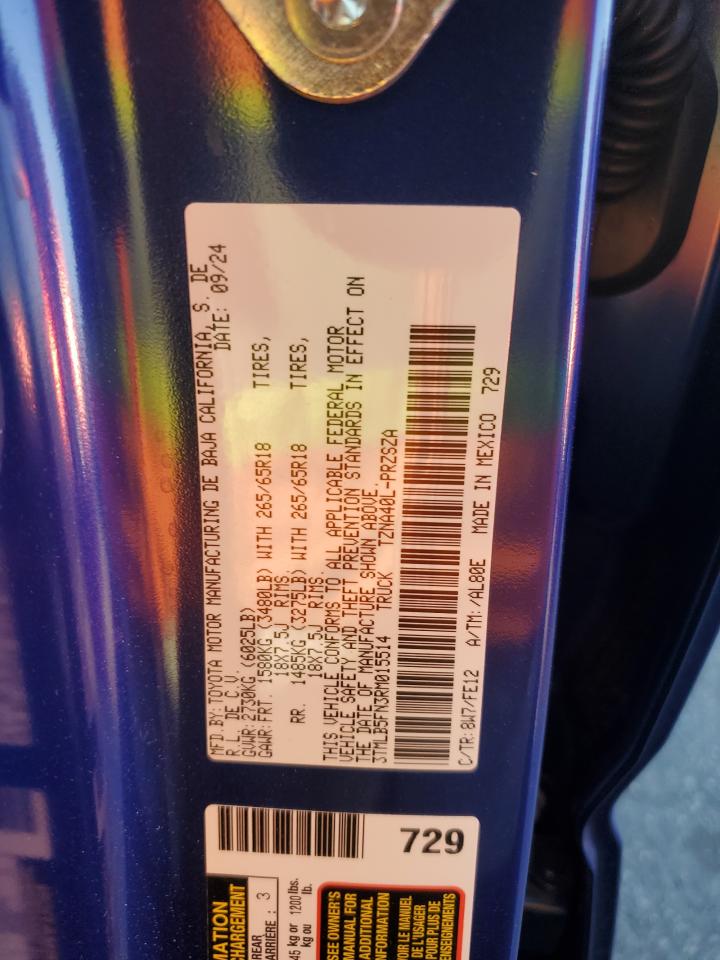 MFD. BY: TOYOTA MOTOR MANUFACTURING DE BAJA CALIFORNIA, S. DE
R. L. DE C. V. DATE: 09/24
GVWR: 2730KG (6025LB)
GAWR: FRT. 1580KG (3480LB) WITH 265/65R18 TIRES,
18X7.5J RIMS
RR. 1485KG (3275LB) WITH 265/65R18 TIRES,
18X7.5J RIMS.
THIS VEHICLE CONFORMS TO ALL APPLICABLE FEDERAL MOTOR
VEHICLE SAFETY AND THEFT PREVENTION STANDARDS IN EFFECT ON
THE DATE OF MANUFACTURE SHOWN ABOVE.
3TMLB5FN3RM015514 TRUCK TZNA40L-PRZSZA
C/TR: 8W7/FE12 A/TM: /AL80E MADE IN MEXICO 729
729
REAR
ARRIÈRE : 3
45 kg or 1200 lbs.
kg ou lb.
SEE OWNER'S
MANUAL FOR
ADDITIONAL
OIR LE MANUEL
DE L'USAGER
POUR PLUS DE